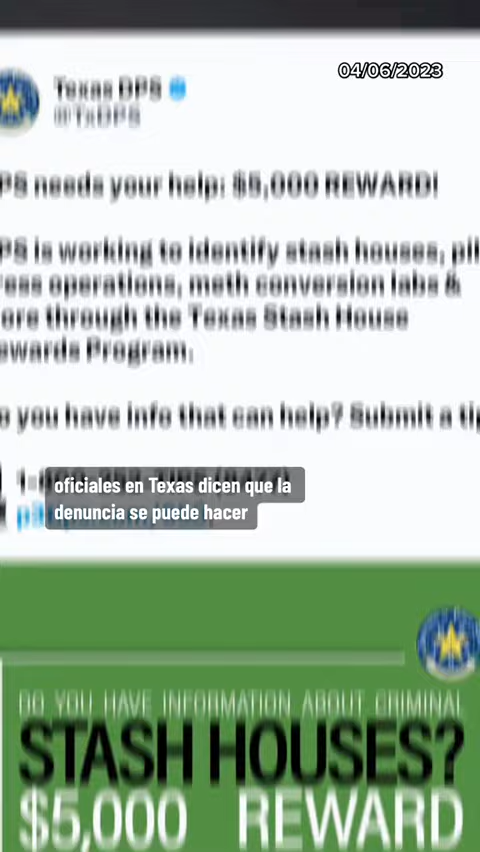 04/06/2023
Texas DPS
@TxDPS
PS needs your help: $5,000 REWARD!
PS is working to identify stash houses, pil
ress operations, meth conversion labs &
ore through the Texas Stash House
ewards Program.
o you have info that can help? Submit a tip
oficiales en Texas dicen que la
denuncia se puede hacer
DO YOU HAVE INFORMATION ABOUT CRIMINAL
STASH HOUSES?
$5,000 REWARD